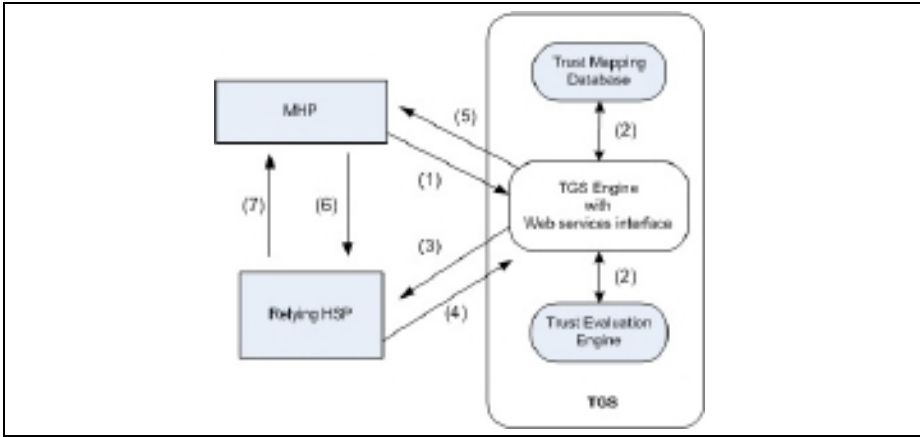 Trust Mapping
Database
MHP
(5)
(2)
(1)
TGS Engine
with
Web services interface
(7)
(6)
(3)
(2)
Relying HSP
(4)
Trust Evaluation
Engine
TGS